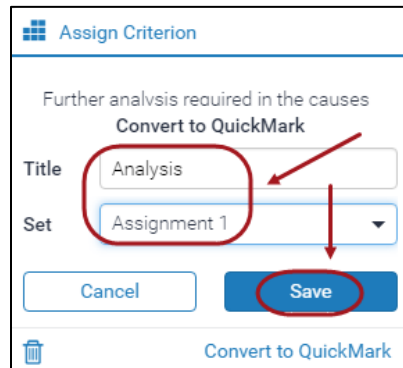 Assign Criterion
Further analysis required in the causes
Convert to QuickMark
Title Analysis
Set Assignment 1
Cancel Save
Convert to QuickMark